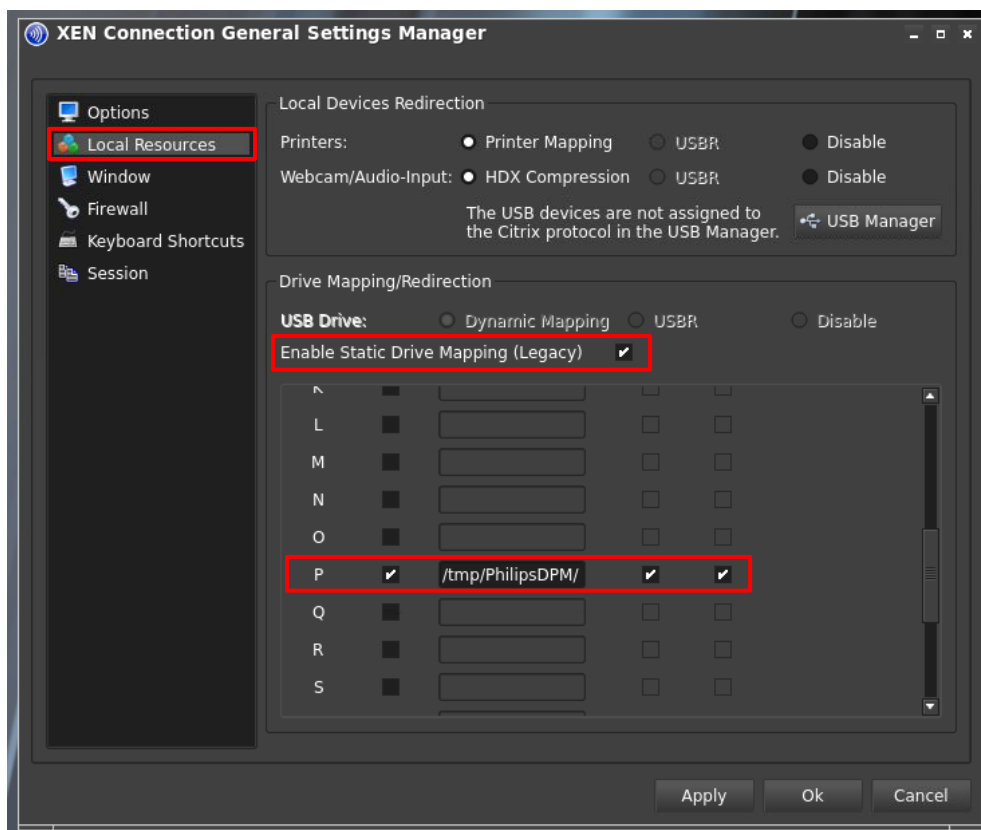 XEN Connection General Settings Manager
Options
Local Resources
Window
Firewall
Keyboard Shortcuts
Session
Local Devices Redirection
Printers: Printer Mapping USBR Disable
Webcam/Audio-Input: HDX Compression USBR Disable
The USB devices are not assigned to
the Citrix protocol in the USB Manager.
USB Manager
Drive Mapping/Redirection
USB Drive: Dynamic Mapping USBR Disable
Enable Static Drive Mapping (Legacy)
K
L
M
N
O
P /tmp/PhilipsDPM/
Q
R
S
Apply Ok Cancel